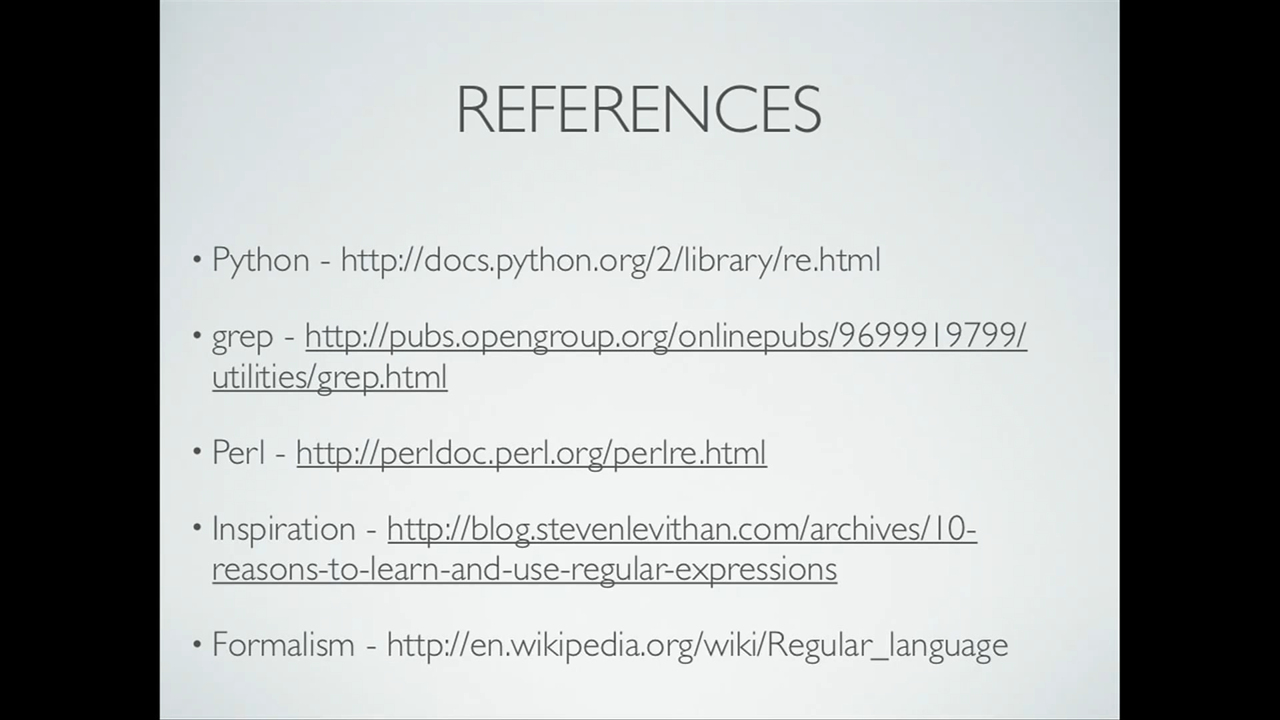 REFERENCES
• Python - http://docs.python.org/2/library/re.html
• grep - http://pubs.opengroup.org/onlinepubs/9699919799/
utilities/grep.html
• Perl - http://perldoc.perl.org/perlre.html
• Inspiration - http://blog.stevenlevithan.com/archives/10-
reasons-to-learn-and-use-regular-expressions
• Formalism - http://en.wikipedia.org/wiki/Regular_language